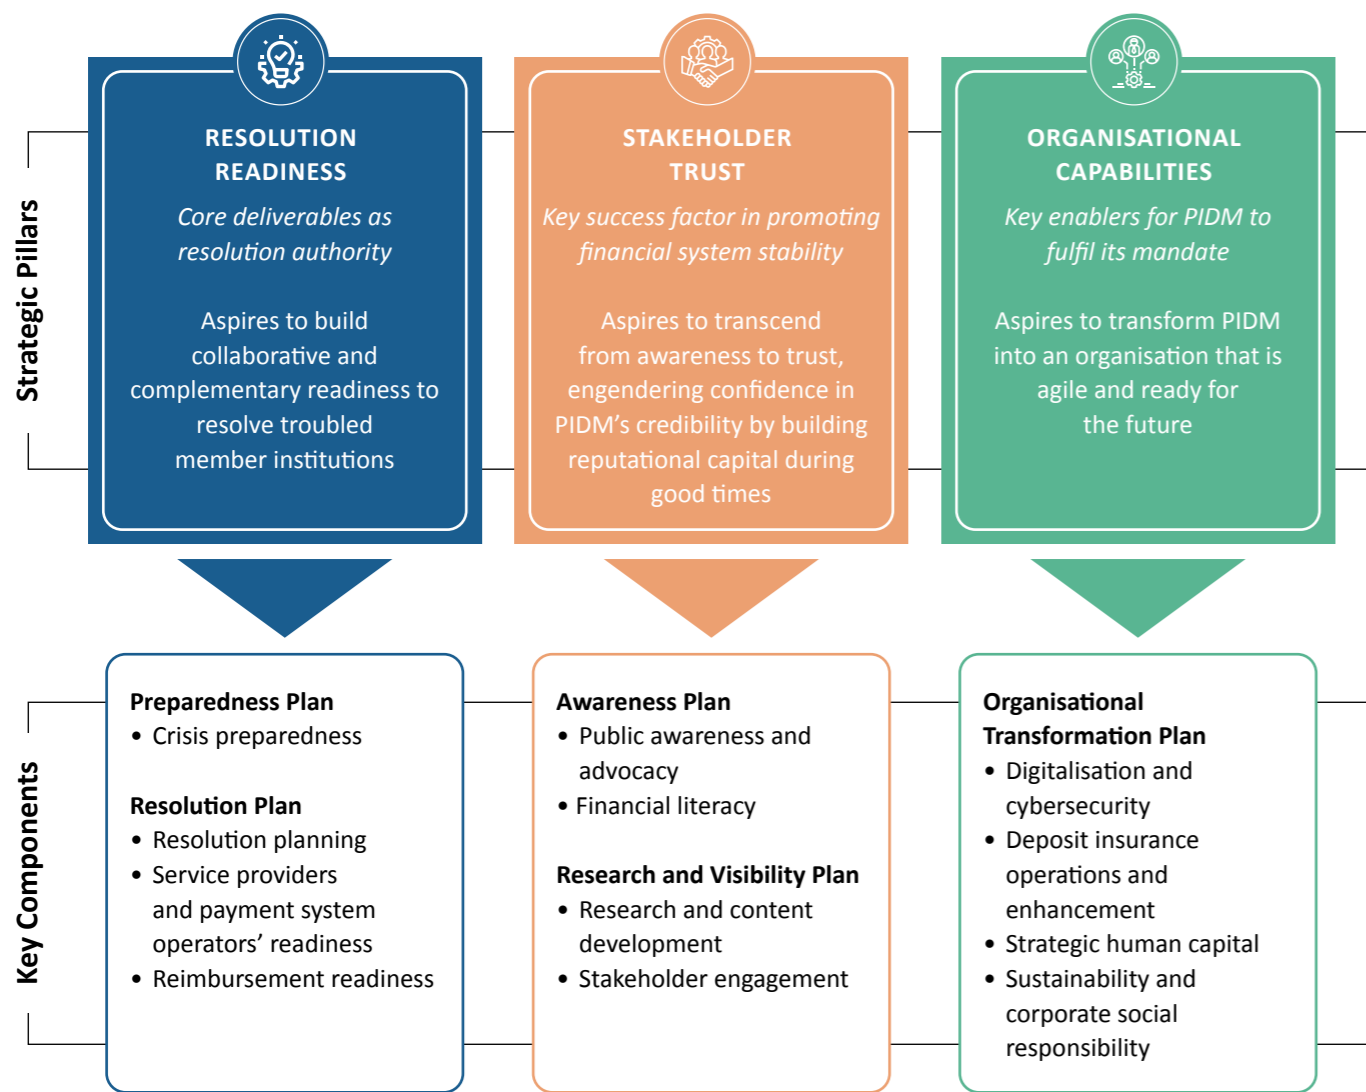 Strategic Pillars
RESOLUTION
READINESS
Core deliverables as
resolution authority
Aspires to build
collaborative and
complementary readiness to
resolve troubled
member institutions
STAKEHOLDER
TRUST
Key success factor in promoting
financial system stability
Aspires to transcend
from awareness to trust,
engendering confidence in
PIDM’s credibility by building
reputational capital during
good times
ORGANISATIONAL
CAPABILITIES
Key enablers for PIDM to
fulfil its mandate
Aspires to transform PIDM
into an organisation that is
agile and ready for
the future
Key Components
Preparedness Plan
• Crisis preparedness
Resolution Plan
• Resolution planning
• Service providers
and payment system
operators’ readiness
• Reimbursement readiness
Awareness Plan
• Public awareness and
advocacy
• Financial literacy
Research and Visibility Plan
• Research and content
development
• Stakeholder engagement
Organisational
Transformation Plan
• Digitalisation and
cybersecurity
• Deposit insurance
operations and
enhancement
• Strategic human capital
• Sustainability and
corporate social
responsibility